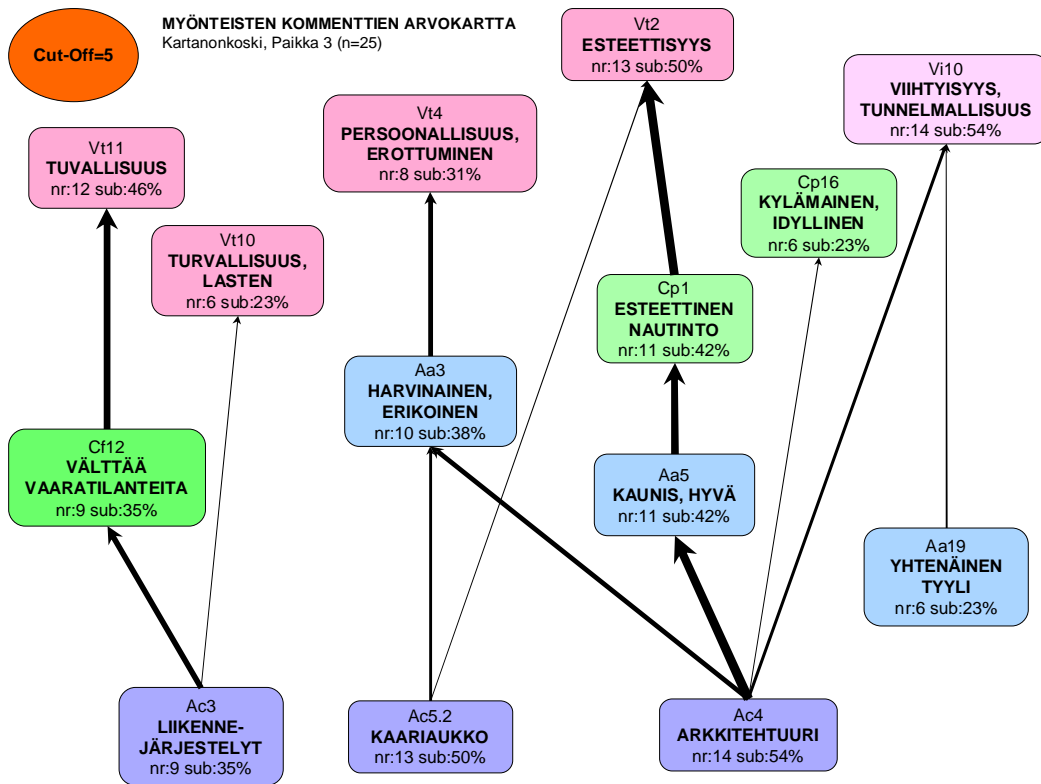 MYÖNTEISTEN KOMMENTTIEN ARVOKARTTA
Kartanonkoski, Paikka 3 (n=25)
Cut-Off=5
Vt2
ESTEETTISYYS
nr:13 sub:50%
Vi10
VIIHTYISYYS,
TUNNELMALLISUUS
nr:14 sub:54%
Vt4
PERSOONALLISUUS,
EROTTUMINEN
nr:8 sub:31%
Vt11
TUVALLISUUS
nr:12 sub:46%
Cp16
KYLÄMAINEN,
IDYLLINEN
nr:6 sub:23%
Vt10
TURVALLISUUS,
LASTEN
nr:6 sub:23%
Cp1
ESTEETTINEN
NAUTINTO
nr:11 sub:42%
Aa3
HARVINAINEN,
ERIKOINEN
nr:10 sub:38%
Cf12
VÄLTTÄÄ
VAARATILANTEITA
nr:9 sub:35%
Aa5
KAUNIS, HYVÄ
nr:11 sub:42%
Aa19
YHTENÄINEN
TYYLI
nr:6 sub:23%
Ac3
LIIKENNE-
JÄRJESTELYT
nr:9 sub:35%
Ac5.2
KAARIAUKKO
nr:13 sub:50%
Ac4
ARKKITEHTUURI
nr:14 sub:54%